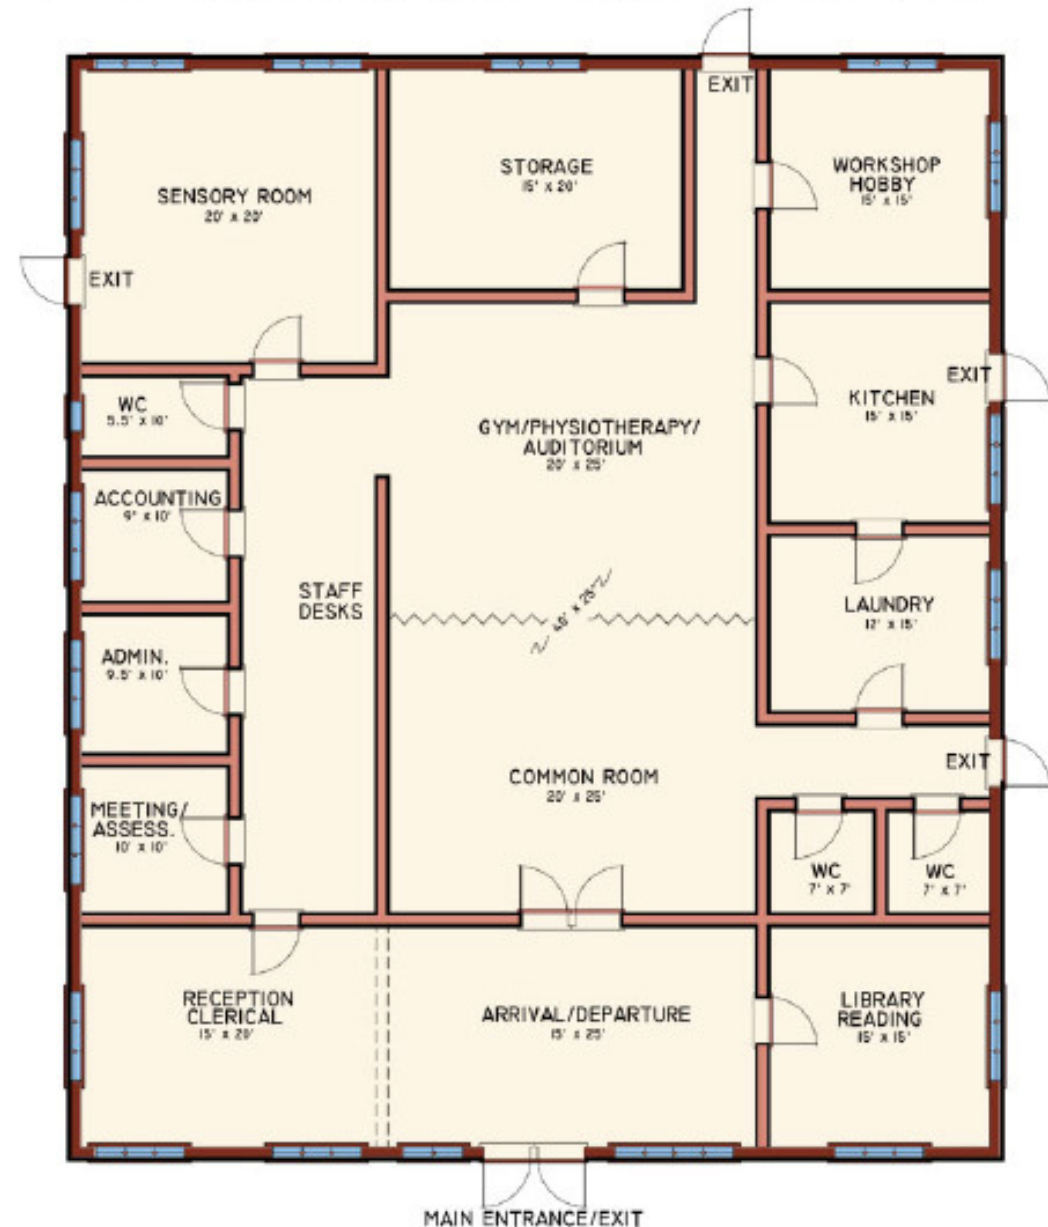 EXIT
STORAGE
15' x 20'
WORKSHOP
HOBBY
15' x 15'
SENSORY ROOM
20' x 20'
EXIT
WC
5.5' x 10'
GYM/PHYSIOTHERAPY/
AUDITORIUM
20' x 25'
EXIT
KITCHEN
15' x 15'
ACCOUNTING
9' x 10'
STAFF
DESKS
40' x 25'
LAUNDRY
12' x 15'
ADMIN.
9.5' x 10'
COMMON ROOM
20' x 25'
EXIT
MEETING/
ASSESS.
10' x 10'
WC
7' x 7'
WC
7' x 7'
RECEPTION
CLERICAL
15' x 20'
ARRIVAL/DEPARTURE
15' x 25'
LIBRARY
READING
15' x 15'
MAIN ENTRANCE/EXIT